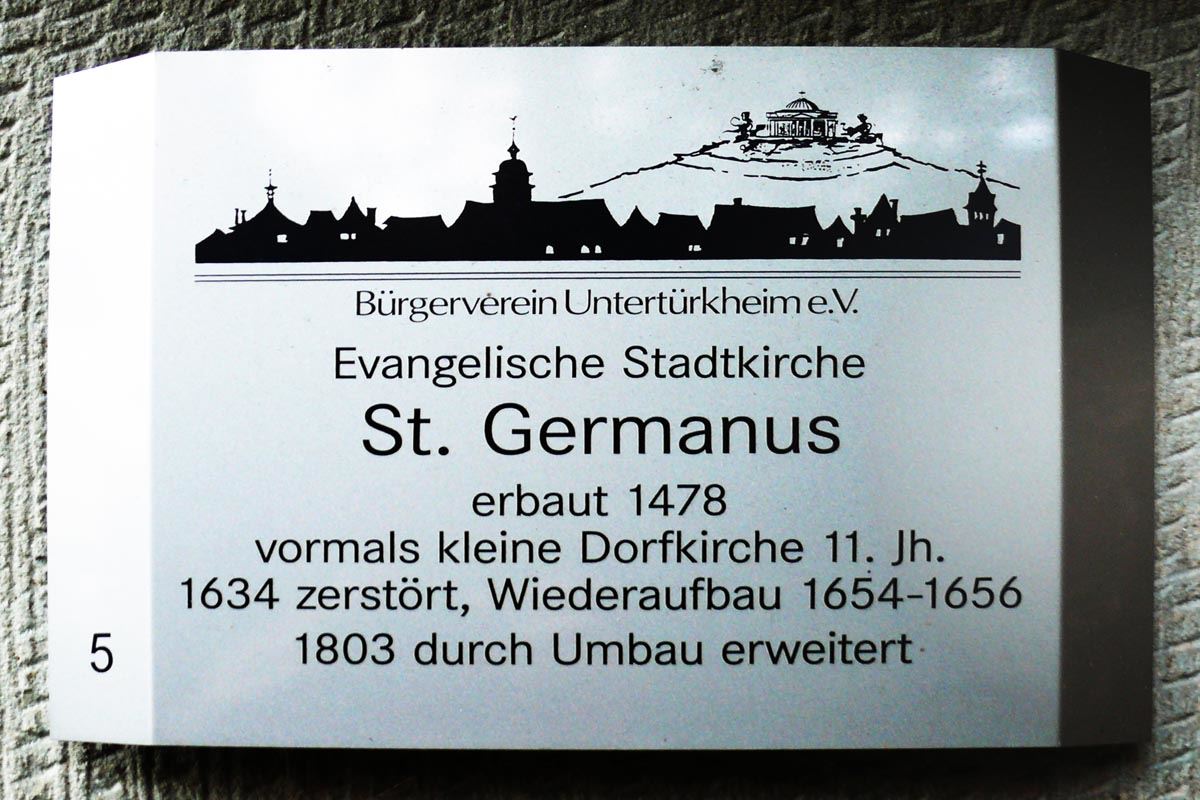 Bürgerverein Untertürkheim e.V.
Evangelische Stadtkirche
St. Germanus
erbaut 1478
vormals kleine Dorfkirche 11. Jh.
1634 zerstört, Wiederaufbau 1654-1656
1803 durch Umbau erweitert
5